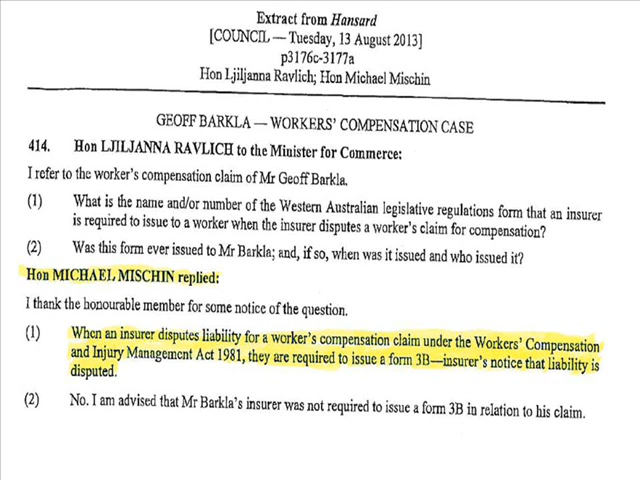 Extract from Hansard
[COUNCIL — Tuesday, 13 August 2013]
p3176c-3177a
Hon Ljiljanna Ravlich; Hon Michael Mischin
GEOFF BARKLA — WORKERS' COMPENSATION CASE
414. Hon LJILJANNA RAVLICH to the Minister for Commerce:
I refer to the worker's compensation claim of Mr Geoff Barkla.
(1) What is the name and/or number of the Western Australian legislative regulations form that an insurer
is required to issue to a worker when the insurer disputes a worker's claim for compensation?
(2) Was this form ever issued to Mr Barkla; and, if so, when was it issued and who issued it?
Hon MICHAEL MISCHIN replied:
I thank the honourable member for some notice of the question.
(1) When an insurer disputes liability for a worker's compensation claim under the Workers' Compensation
and Injury Management Act 1981, they are required to issue a form 3B—insurer's notice that liability is
disputed.
(2) No. I am advised that Mr Barkla's insurer was not required to issue a form 3B in relation to his claim.